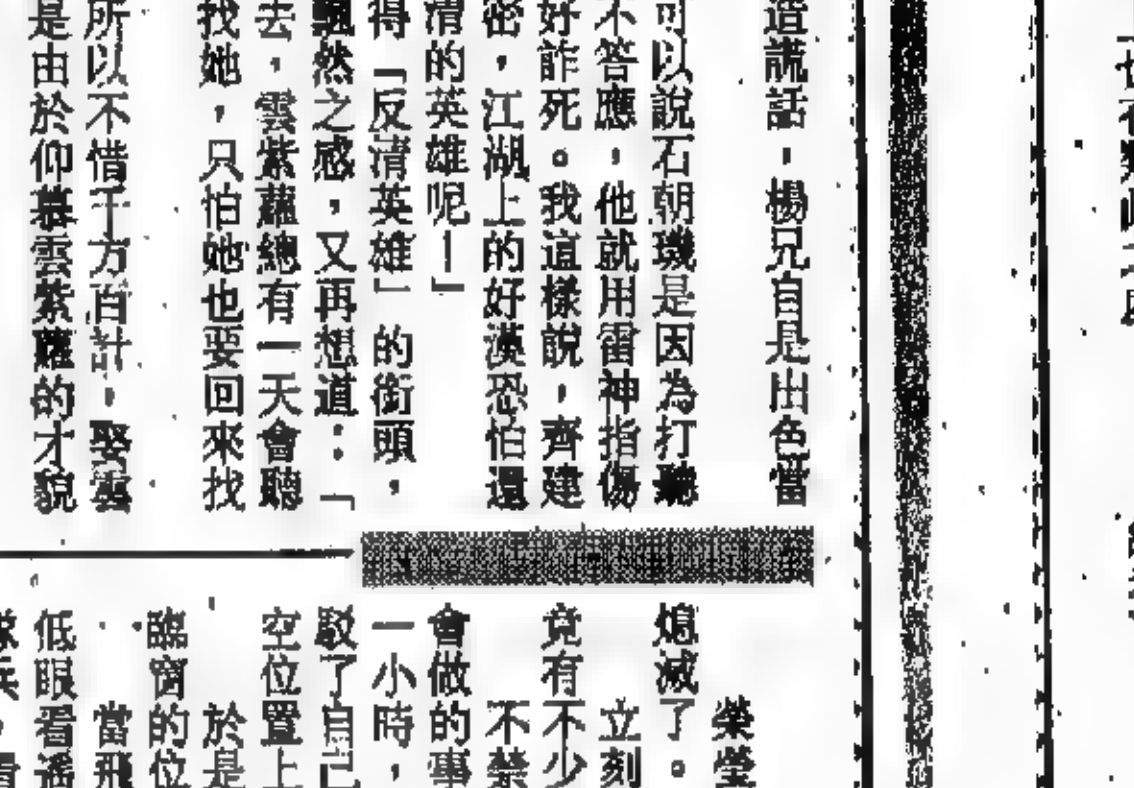 造謊話，楊兄自是出色當
可以說石朝璣是因為打聽
不答應，他就用雷神指傷
好詐死。我這樣說，齊建
密，江湖上的好漢恐怕還
清的英雄呢—」
得「反清英雄」的銜頭，
飄然之感，又再想道：「
去，雲紫蘿總有一天會聽
找她，只怕她也要回來找
所以不惜千方百計，娶雲
是由於仰慕雲紫蘿的才貌
榮瑩
熄滅了。
立刻
竟有不少
不禁
會做的事
一小時，
駁了自己
空位置上
於是
臨窗的位
當飛
低眼看遙